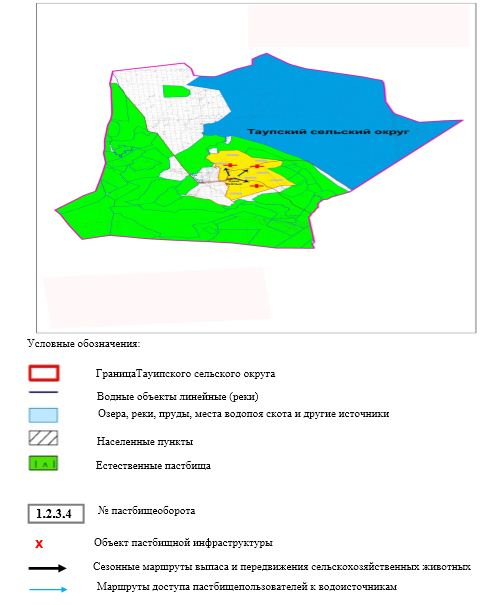 Таупский сельский округ
Условные обозначения:
ГраницаТауипского сельского округа
Водные объекты линейные (реки)
Озера, реки, пруды, места водопоя скота и другие источники
Населенные пункты
Естественные пастбища
1.2.3.4 № пастбищеоборота
X Объект пастбищной инфраструктуры
Сезонные маршруты выпаса и передвижения сельскохозяйственных животных
Маршруты доступа пастбищепользователей к водоисточникам